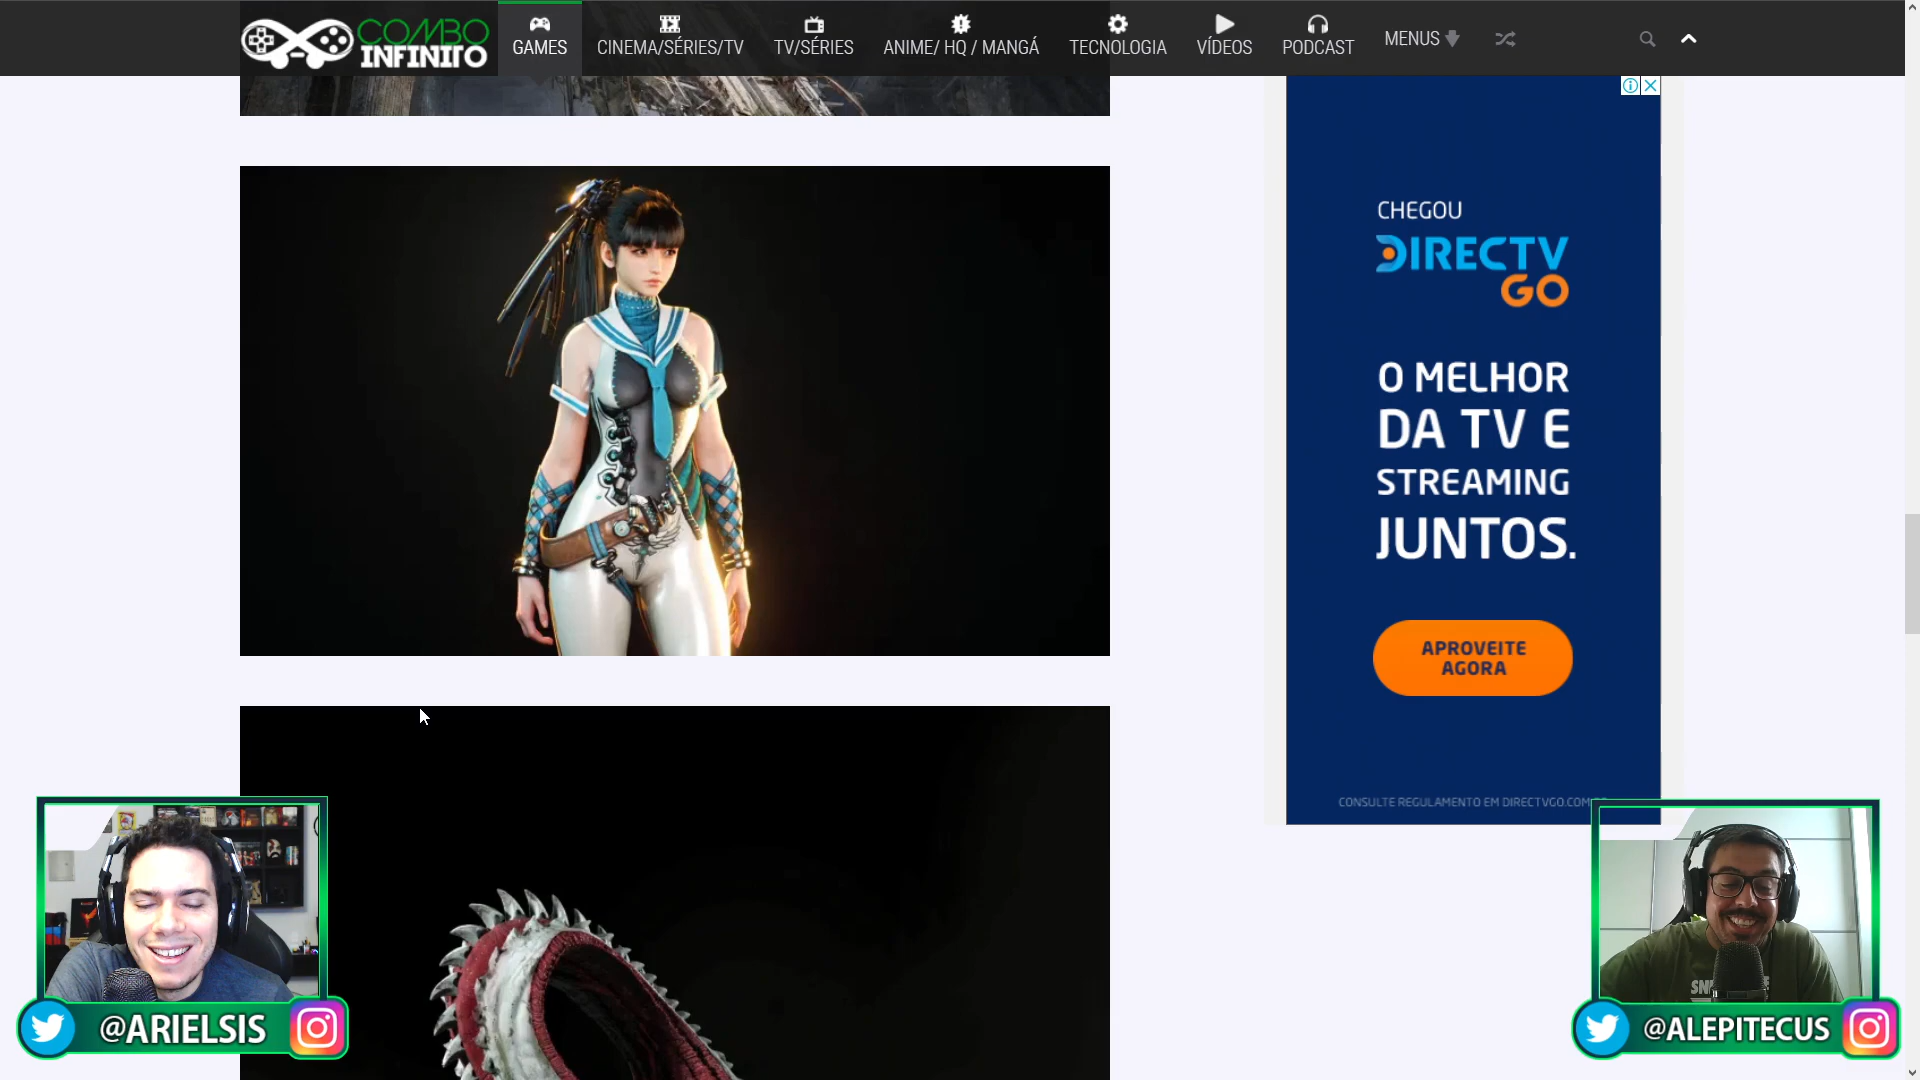 COMBO
INFINITO
GAMES
CINEMA/SÉRIES/TV
TV/SÉRIES
ANIME/ HQ / MANGÁ
TECNOLOGIA
VÍDEOS
PODCAST
MENUS
CHEGOU
DIRECTV
GO
O MELHOR
DA TV E
STREAMING
JUNTOS.
APROVEITE
AGORA
CONSULTE REGULAMENTO EM DIRECTVGO.COM
@ARIELSIS
@ALEPITECUS